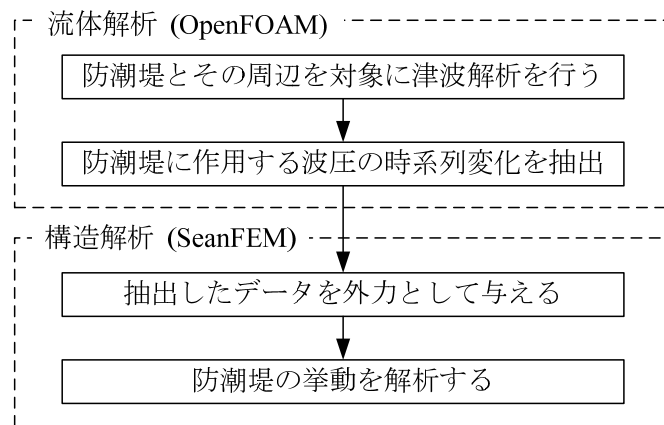 流体解析 (OpenFOAM)
防潮堤とその周辺を対象に津波解析を行う
防潮堤に作用する波圧の時系列変化を抽出
構造解析 (SeanFEM)
抽出したデータを外力として与える
防潮堤の挙動を解析する